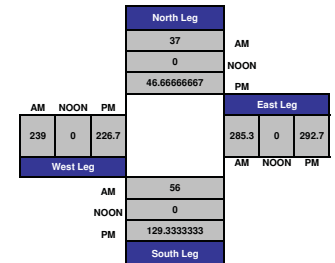 North Leg
37 AM
0 NOON
46.66666667 PM
AM NOON PM
East Leg
239 0 226.7
285.3 0 292.7
West Leg
AM NOON PM
AM 56
NOON 0
PM 129.3333333
South Leg